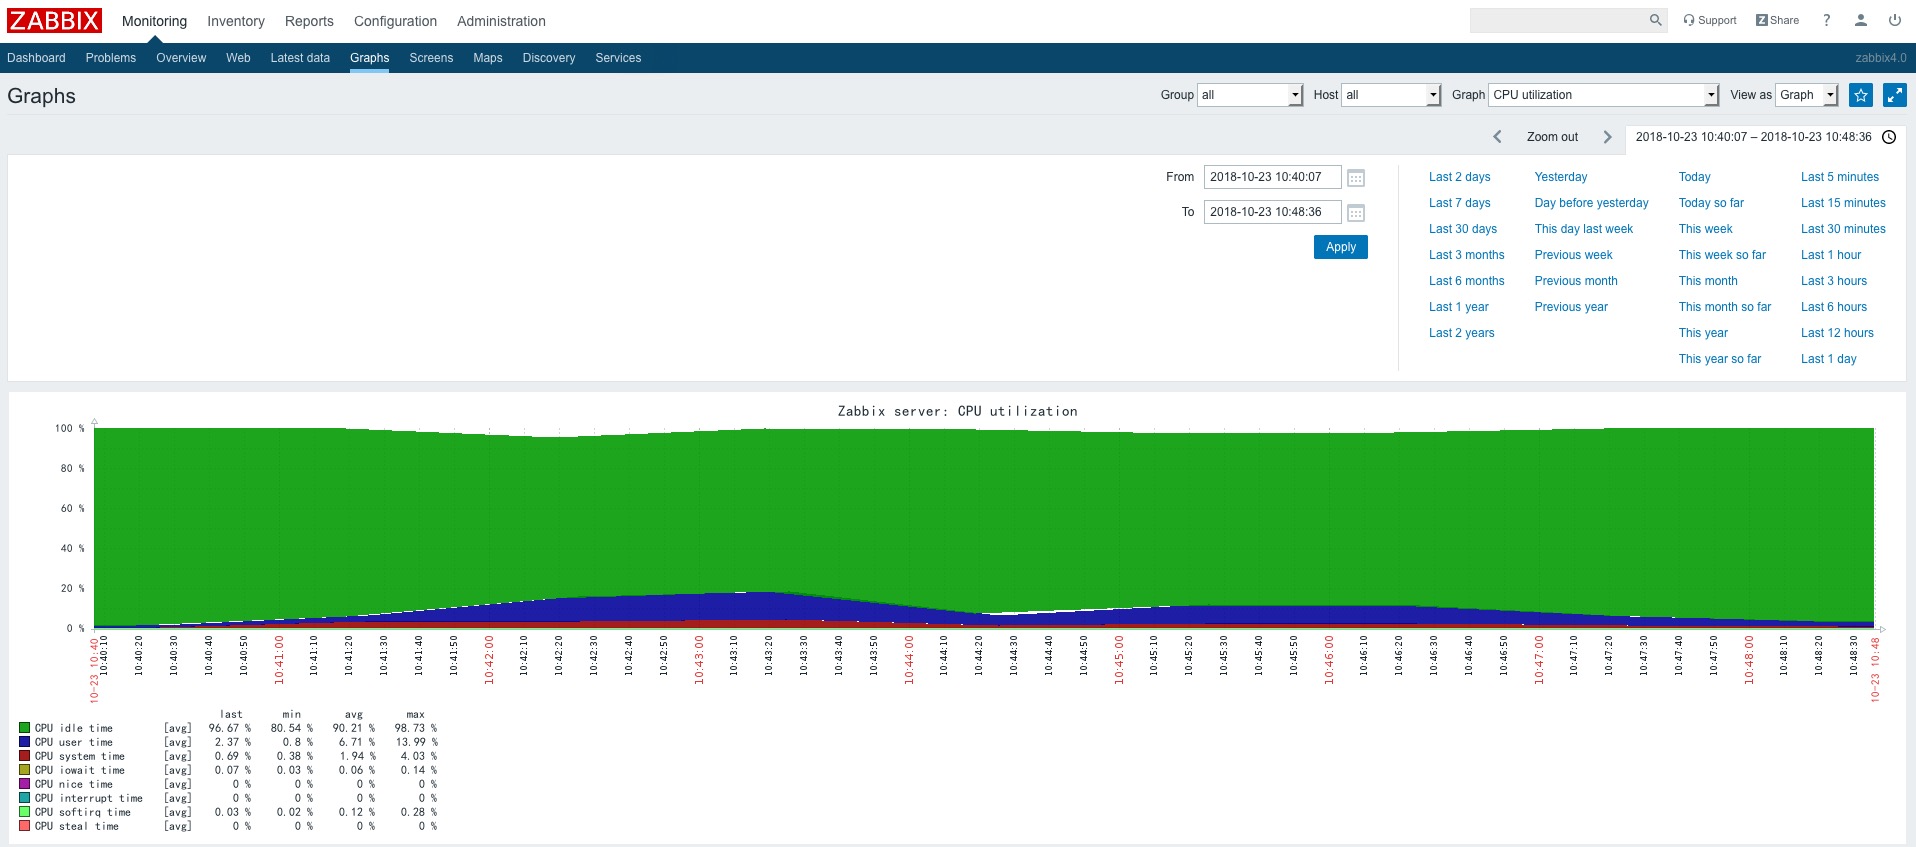 ZABBIX Monitoring Inventory Reports Configuration Administration Support Z Share ?
Dashboard Problems Overview Web Latest data Graphs Screens Maps Discovery Services zabbix4.0
Graphs Group all Host all Graph CPU utilization View as Graph
Zoom out 2018-10-23 10:40:07 – 2018-10-23 10:48:36
From 2018-10-23 10:40:07
To 2018-10-23 10:48:36
Apply
Last 2 days Yesterday Today Last 5 minutes
Last 7 days Day before yesterday Today so far Last 15 minutes
Last 30 days This day last week This week Last 30 minutes
Last 3 months Previous week This week so far Last 1 hour
Last 6 months Previous month This month Last 3 hours
Last 1 year Previous year This month so far Last 6 hours
Last 2 years This year Last 12 hours
This year so far Last 1 day
Zabbix server: CPU utilization
100 %
80 %
60 %
40 %
20 %
0 %
10-23 10:40 10:40:10 10:40:20 10:40:30 10:40:40 10:40:50 10:41:00 10:41:10 10:41:20 10:41:30 10:41:40 10:41:50 10:42:00 10:42:10 10:42:20 10:42:30 10:42:40 10:42:50 10:43:00 10:43:10 10:43:20 10:43:30 10:43:40 10:43:50 10:44:00 10:44:10 10:44:20 10:44:30 10:44:40 10:44:50 10:45:00 10:45:10 10:45:20 10:45:30 10:45:40 10:45:50 10:46:00 10:46:10 10:46:20 10:46:30 10:46:40 10:46:50 10:47:00 10:47:10 10:47:20 10:47:30 10:47:40 10:47:50 10:48:00 10:48:10 10:48:20 10:48:30 10-23 10:48
last min avg max
CPU idle time [avg] 96.67 % 80.54 % 90.21 % 98.73 %
CPU user time [avg] 2.37 % 0.8 % 6.71 % 13.99 %
CPU system time [avg] 0.69 % 0.38 % 1.94 % 4.03 %
CPU iowait time [avg] 0.07 % 0.03 % 0.06 % 0.14 %
CPU nice time [avg] 0 % 0 % 0 % 0 %
CPU interrupt time [avg] 0 % 0 % 0 % 0 %
CPU softirq time [avg] 0.03 % 0.02 % 0.12 % 0.28 %
CPU steal time [avg] 0 % 0 % 0 % 0 %